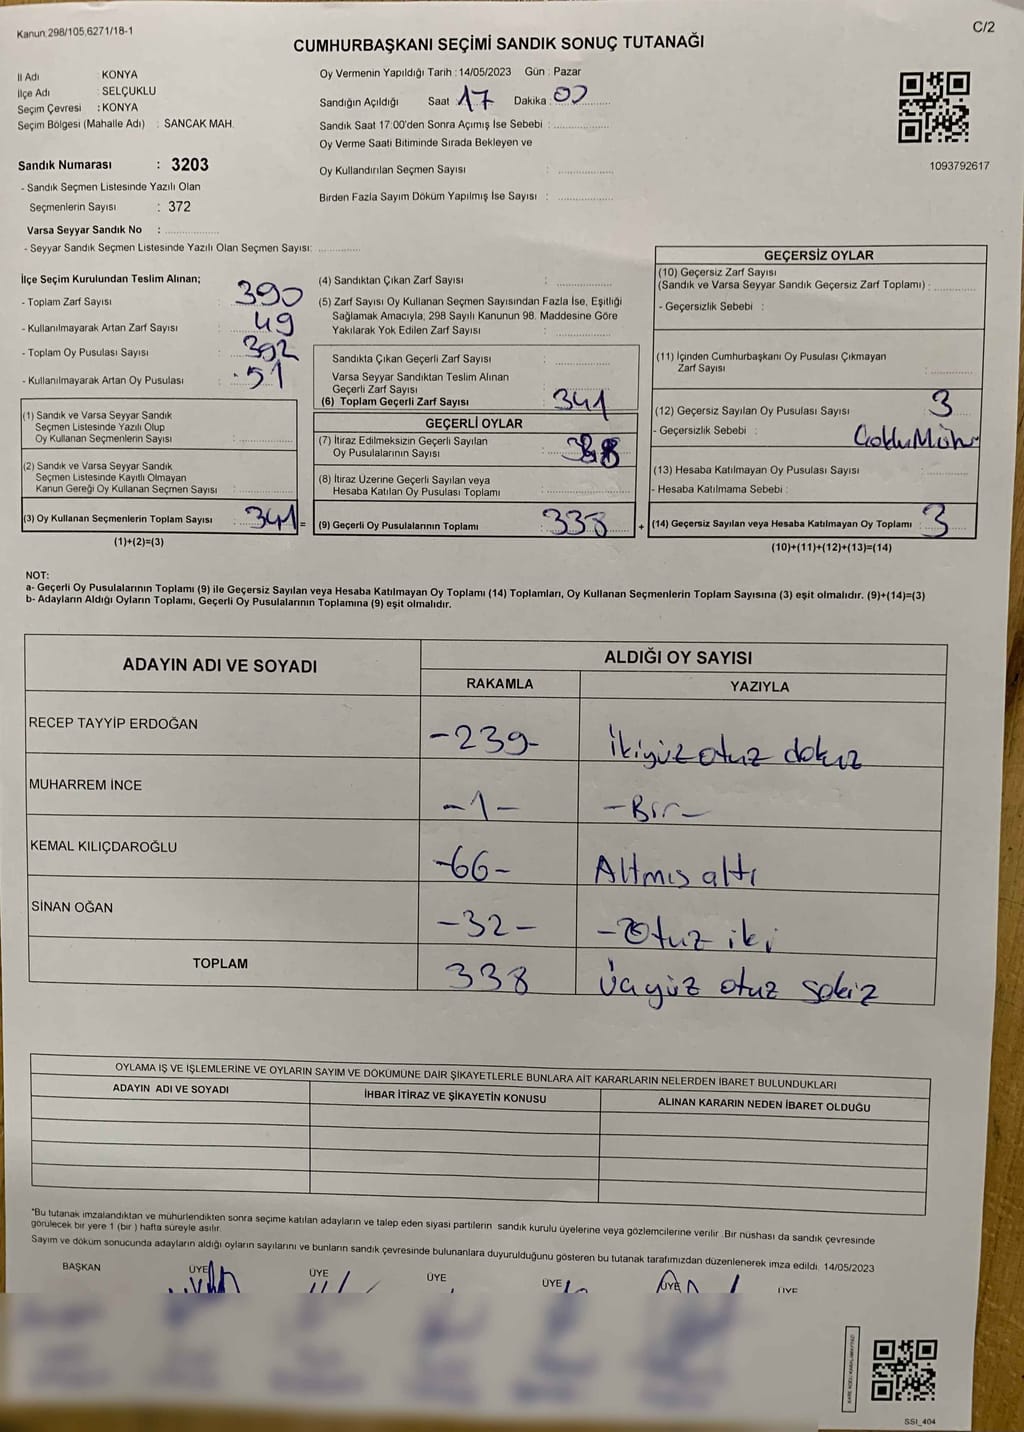 Kanun 298/105,6271/18-1
C/2
CUMHURBAŞKANI SEÇİMİ SANDIK SONUÇ TUTANAĞI
İl Adı : KONYA
İlçe Adı : SELÇUKLU
Seçim Çevresi : KONYA
Seçim Bölgesi (Mahalle Adı) : SANCAK MAH.
Oy Vermenin Yapıldığı Tarih : 14/05/2023 Gün : Pazar
Sandığın Açıldığı Saat 17 Dakika 00
Sandık Saat 17:00'den Sonra Açımış İse Sebebi :
Oy Verme Saati Bitiminde Sırada Bekleyen ve
Oy Kullandırılan Seçmen Sayısı :
Birden Fazla Sayım Döküm Yapılmış İse Sayısı :
1093792617
Sandık Numarası : 3203
- Sandık Seçmen Listesinde Yazılı Olan
Seçmenlerin Sayısı : 372
Varsa Seyyar Sandık No :
- Seyyar Sandık Seçmen Listesinde Yazılı Olan Seçmen Sayısı:
İlçe Seçim Kurulundan Teslim Alınan;
- Toplam Zarf Sayısı : 390
- Kullanılmayarak Artan Zarf Sayısı : 49
- Toplam Oy Pusulası Sayısı : 392
- Kullanılmayarak Artan Oy Pusulası : 51
(1) Sandık ve Varsa Seyyar Sandık
Seçmen Listesinde Yazılı Olup
Oy Kullanan Seçmenlerin Sayısı :
(2) Sandık ve Varsa Seyyar Sandık
Seçmen Listesinde Kayıtlı Olmayan
Kanun Gereği Oy Kullanan Seçmen Sayısı :
(3) Oy Kullanan Seçmenlerin Toplam Sayısı : 341 =
(1)+(2)=(3)
(4) Sandıktan Çıkan Zarf Sayısı :
(5) Zarf Sayısı Oy Kullanan Seçmen Sayısından Fazla İse, Eşitliği
Sağlamak Amacıyla; 298 Sayılı Kanunun 98. Maddesine Göre
Yakılarak Yok Edilen Zarf Sayısı :
Sandıkta Çıkan Geçerli Zarf Sayısı :
Varsa Seyyar Sandıktan Teslim Alınan
Geçerli Zarf Sayısı :
(6) Toplam Geçerli Zarf Sayısı : 341
GEÇERLİ OYLAR
(7) İtiraz Edilmeksizin Geçerli Sayılan
Oy Pusulalarının Sayısı : 338
(8) İtiraz Üzerine Geçerli Sayılan veya
Hesaba Katılan Oy Pusulası Toplamı :
(9) Geçerli Oy Pusulalarının Toplamı : 338 +
GEÇERSİZ OYLAR
(10) Geçersiz Zarf Sayısı
(Sandık ve Varsa Seyyar Sandık Geçersiz Zarf Toplamı) :
- Geçersizlik Sebebi :
(11) İçinden Cumhurbaşkanı Oy Pusulası Çıkmayan
Zarf Sayısı :
(12) Geçersiz Sayılan Oy Pusulası Sayısı : 3
- Geçersizlik Sebebi :
(13) Hesaba Katılmayan Oy Pusulası Sayısı :
- Hesaba Katılmama Sebebi :
(14) Geçersiz Sayılan veya Hesaba Katılmayan Oy Toplamı : 3
(10)+(11)+(12)+(13)=(14)
NOT:
a- Geçerli Oy Pusulalarının Toplamı (9) ile Geçersiz Sayılan veya Hesaba Katılmayan Oy Toplamı (14) Toplamları, Oy Kullanan Seçmenlerin Toplam Sayısına (3) eşit olmalıdır. (9)+(14)=(3)
b- Adayların Aldığı Oyların Toplamı, Geçerli Oy Pusulalarının Toplamına (9) eşit olmalıdır.
ADAYIN ADI VE SOYADI ALDIĞI OY SAYISI
RAKAMLA YAZIYLA
RECEP TAYYİP ERDOĞAN -239- İkiyüz otuz dokuz
MUHARREM İNCE -1- -Bir-
KEMAL KILIÇDAROĞLU -66- Altmış altı
SİNAN OĞAN -32- -Otuz iki
TOPLAM 338 Üçyüz otuz sekiz
OYLAMA İŞ VE İŞLEMLERİNE VE OYLARIN SAYIM VE DÖKÜMÜNE DAİR ŞİKAYETLERLE BUNLARA AİT KARARLARIN NELERDEN İBARET BULUNDUKLARI
ADAYIN ADI VE SOYADI İHBAR İTİRAZ VE ŞİKAYETİN KONUSU ALINAN KARARIN NEDEN İBARET OLDUĞU
*Bu tutanak imzalandıktan ve mühürlendikten sonra seçime katılan adayların ve talep eden siyasi partilerin sandık kurulu üyelerine veya gözlemcilerine verilir. Bir nüshası da sandık çevresinde
görülecek bir yere 1 (bir) hafta süreyle asılır.
Sayım ve döküm sonucunda adayların aldığı oyların sayılarını ve bunların sandık çevresinde bulunanlara duyurulduğunu gösteren bu tutanak tarafımızdan düzenlenerek imza edildi. 14/05/2023
BAŞKAN ÜYE ÜYE ÜYE ÜYE ÜYE ÜYE
SSI_404